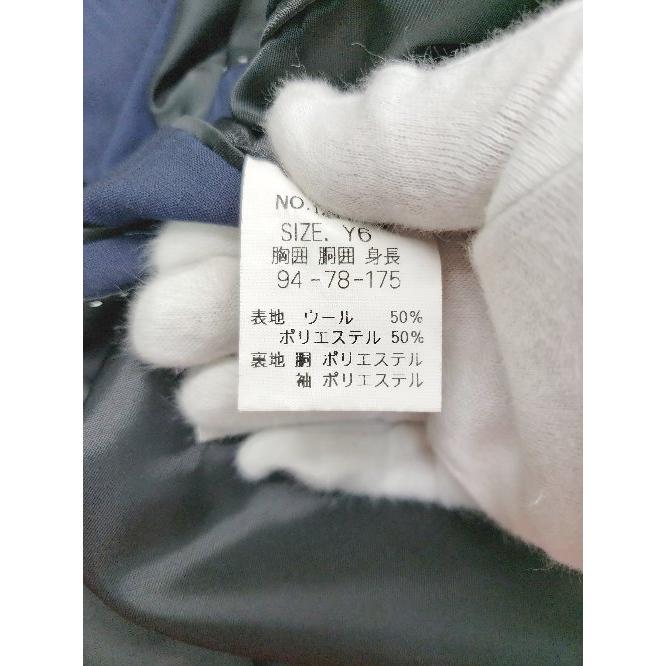 NO.
SIZE. Y6
胸囲 胴囲 身長
94-78-175
表地 ウール 50%
ポリエステル 50%
裏地 胴 ポリエステル
袖 ポリエステル